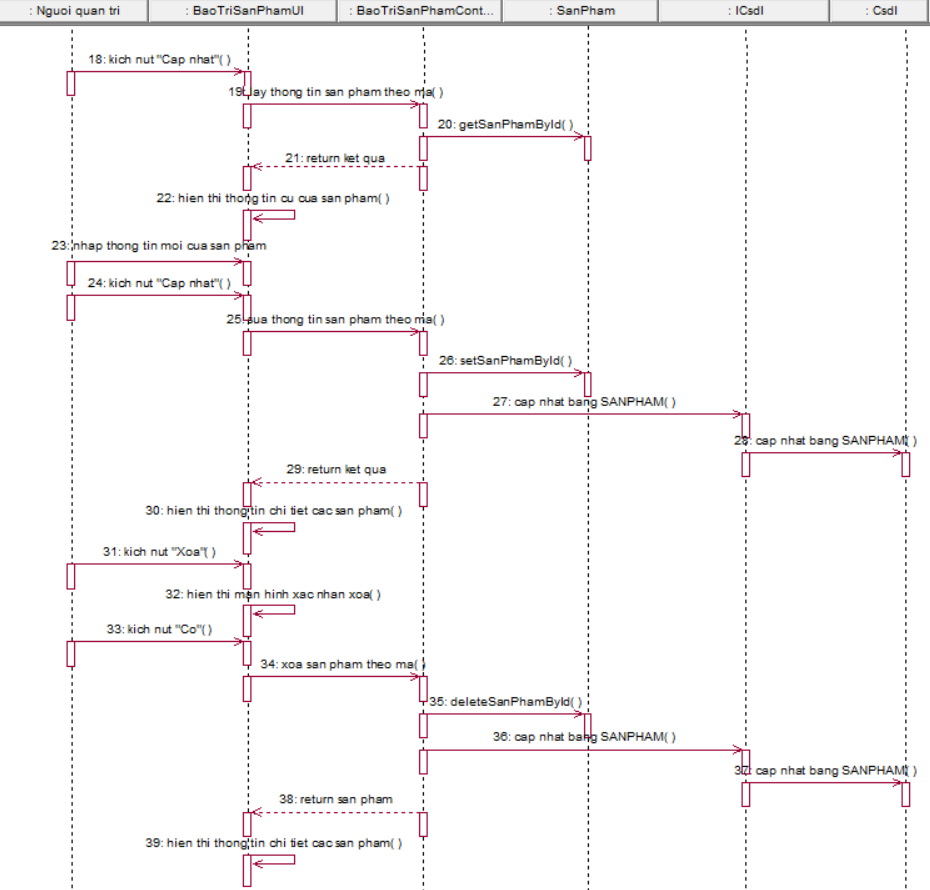 : Nguoi quan tri
: BaoTriSanPhamUI
: BaoTriSanPhamCont...
: SanPham
: ICsdl
: Csdl
18: kich nut "Cap nhat"( )
19: lay thong tin san pham theo ma( )
20: getSanPhamById( )
21: return ket qua
22: hien thi thong tin cu cua san pham( )
23: nhap thong tin moi cua san pham
24: kich nut "Cap nhat"( )
25: sua thong tin san pham theo ma( )
26: setSanPhamById( )
27: cap nhat bang SANPHAM( )
28: cap nhat bang SANPHAM( )
29: return ket qua
30: hien thi thong tin chi tiet cac san pham( )
31: kich nut "Xoa"( )
32: hien thi man hinh xac nhan xoa( )
33: kich nut "Co"( )
34: xoa san pham theo ma( )
35: deleteSanPhamById( )
36: cap nhat bang SANPHAM( )
37: cap nhat bang SANPHAM( )
38: return san pham
39: hien thi thong tin chi tiet cac san pham( )